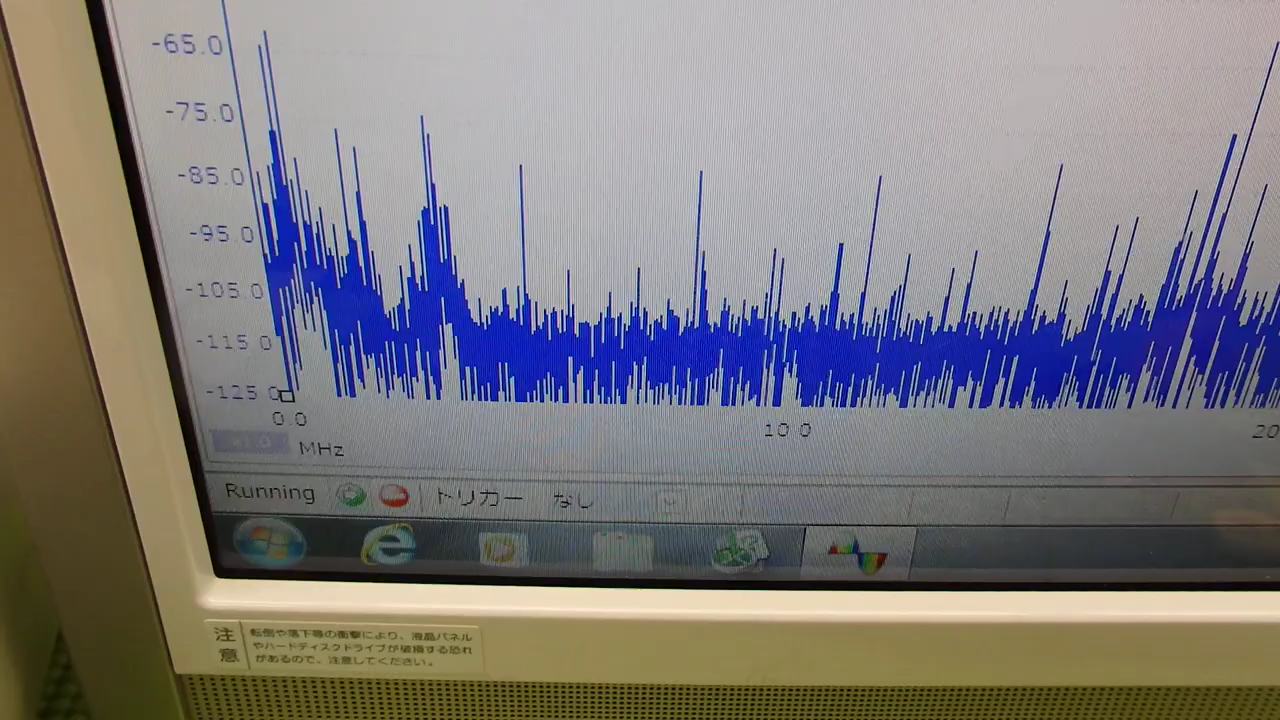 -65.0
-75.0
-85.0
-95.0
-105.0
-115.0
-125.0
0.0
10.0
20
x1.0
MHz
Running
トリガー なし
注意
転倒や落下等の衝撃により、液晶パネル
やハードディスクドライブが破損する恐れ
があるので、注意してください。